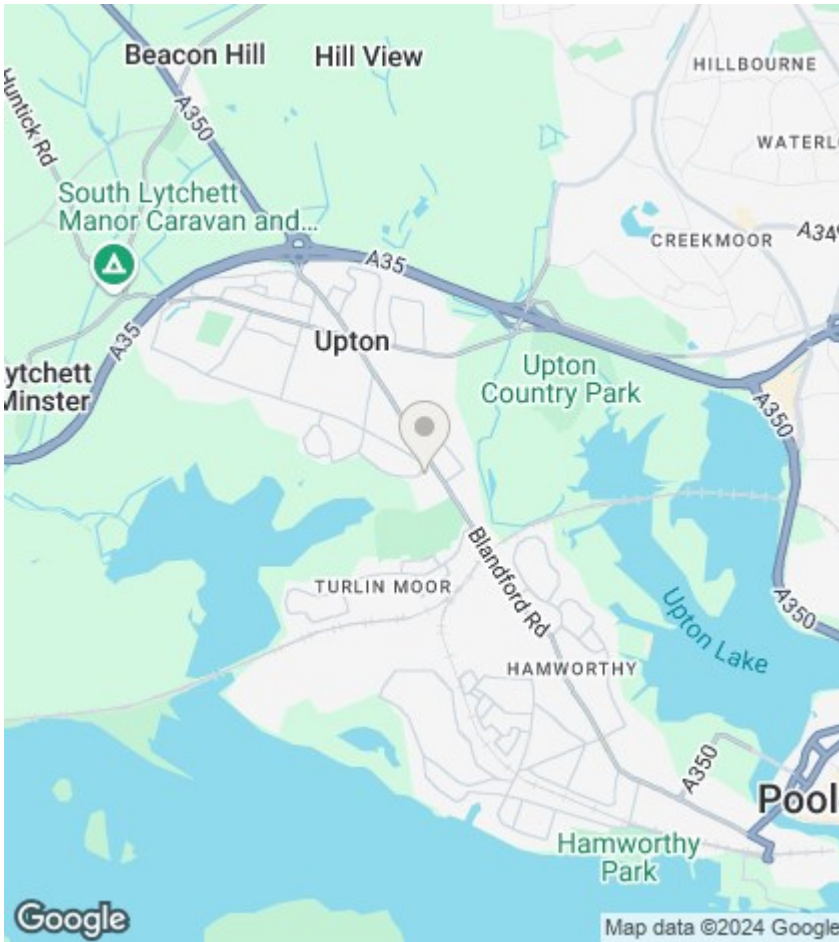 Beacon Hill
Hill View
HILLBOURNE
Huntick Rd
A350
WATERLO
South Lytchett
Manor Caravan and...
A349
CREEKMOOR
A35
A35
Upton
ytchett
Minster
Upton
Country Park
A350
Blandford Rd
TURLIN MOOR
A350
Upton Lake
HAMWORTHY
A350
Pool
Hamworthy
Park
Google
Map data ©2024 Google